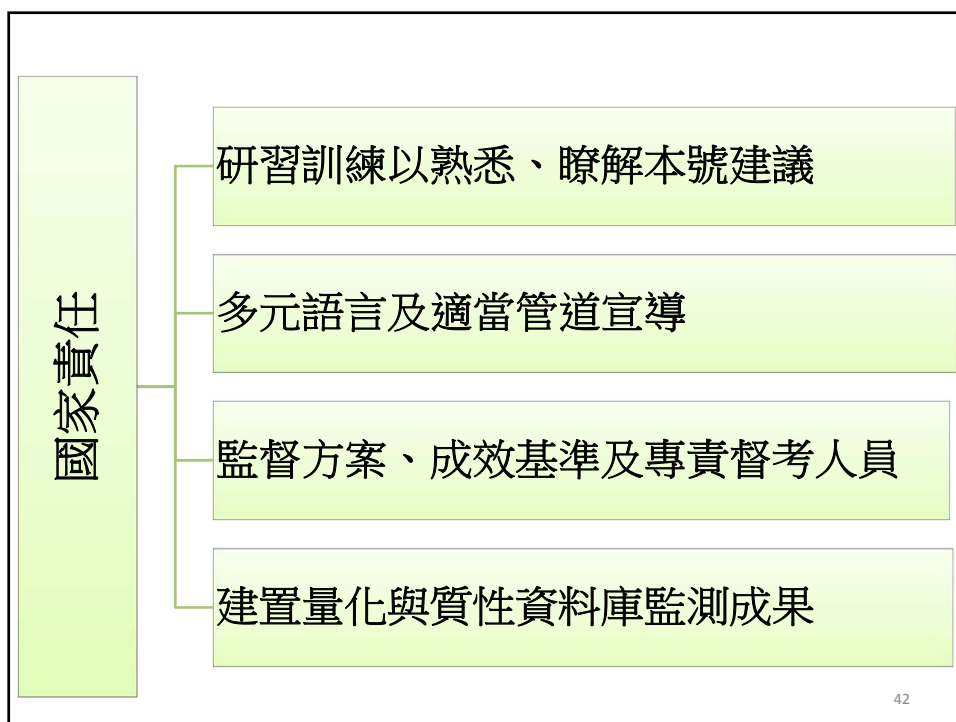 國家責任
研習訓練以熟悉、瞭解本號建議
多元語言及適當管道宣導
監督方案、成效基準及專責督考人員
建置量化與質性資料庫監測成果
42